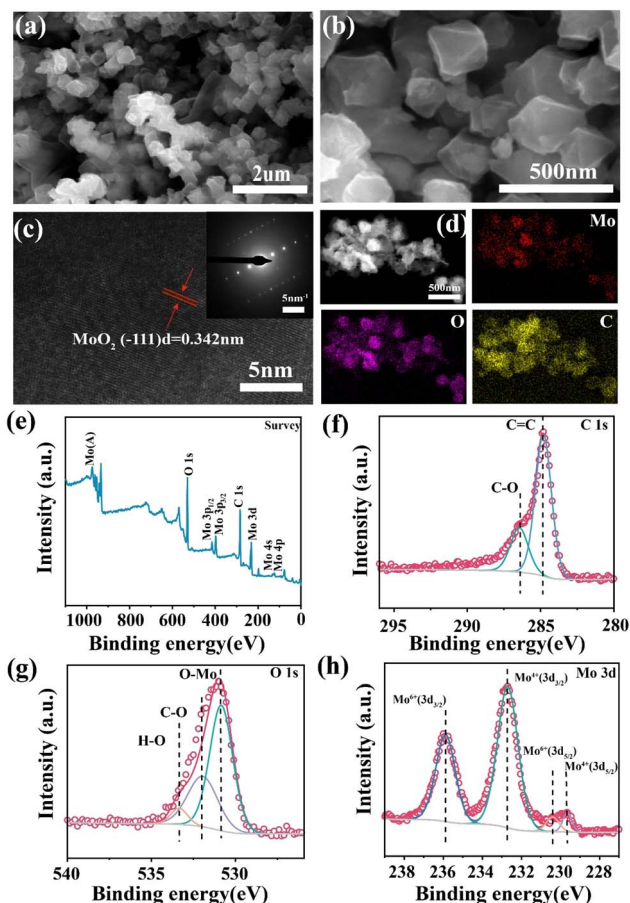 (a)
2um
(b)
500nm
(c)
5nm⁻¹
MoO₂ (-111)d=0.342nm
5nm
(d)
500nm
Mo
O
C
(e)
Survey
Mo(A)
O 1s
Mo 3p₁/₂
Mo 3p₃/₂
C 1s
Mo 3d
Mo 4s
Mo4p
Intensity (a.u.)
1000 800 600 400 200 0
Binding energy(eV)
(f)
C=C
C 1s
C-O
Intensity (a.u.)
295 290 285 280
Binding energy(eV)
(g)
O 1s
O-Mo
C-O
H-O
Intensity (a.u.)
540 535 530
Binding energy(eV)
(h)
Mo 3d
Mo⁶⁺(3d₃/₂)
Mo⁴⁺(3d₃/₂)
Mo⁶⁺(3d₅/₂)
Mo⁴⁺(3d₅/₂)
Intensity (a.u.)
238 236 234 232 230 228
Binding energy(eV)